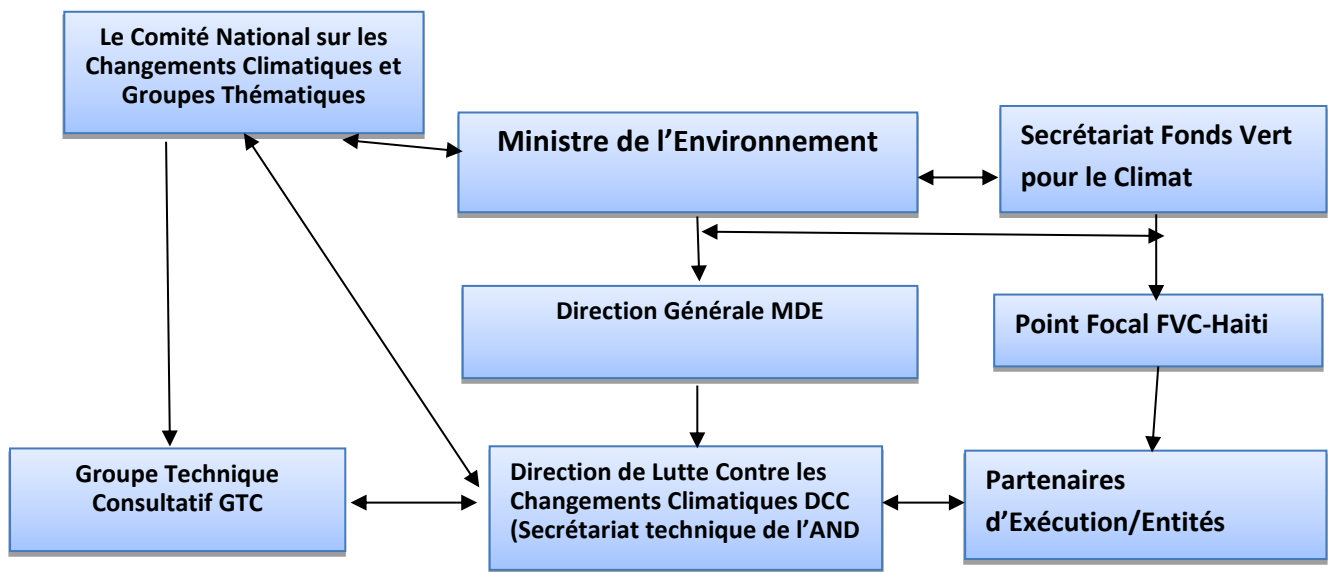 Le Comité National sur les
Changements Climatiques et
Groupes Thématiques
Ministre de l’Environnement
Secrétariat Fonds Vert
pour le Climat
Direction Générale MDE
Point Focal FVC-Haiti
Groupe Technique
Consultatif GTC
Direction de Lutte Contre les
Changements Climatiques DCC
(Secrétariat technique de l’AND
Partenaires
d’Exécution/Entités